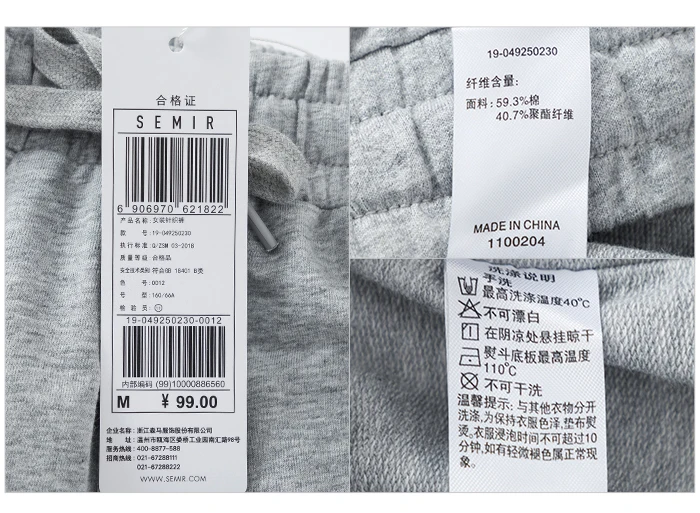 合格证
SEMIR
6 906970 621822
产品名称:女装针织裤
款 号:19-049250230
执行标准:Q/ZSM 03-2018
质量等级:合格品
安全技术类别:符合GB 18401 B类
色 号:0012
号 型:160/66A
检 验 员:
19-049250230-0012
内部编码 (99)10000886560
M ¥ 99.00
企业名称:浙江森马服饰股份有限公司
地 址:温州市瓯海区娄桥工业园南汇路98号
服务热线:400-8877-588
招商热线:021-67288111
021-67288222
WWW.SEMIR.COM
19-049250230
纤维含量:
面料:59.3%棉
40.7%聚酯纤维
MADE IN CHINA
1100204
洗涤说明
手洗
最高洗涤温度40℃
不可漂白
在阴凉处悬挂晾干
熨斗底板最高温度
110℃
不可干洗
温馨提示:与其他衣物分开
洗涤,为保持衣服色泽,垫布熨
烫。衣服浸泡时间不可超过10
分钟,如有轻微褪色属正常现
象。